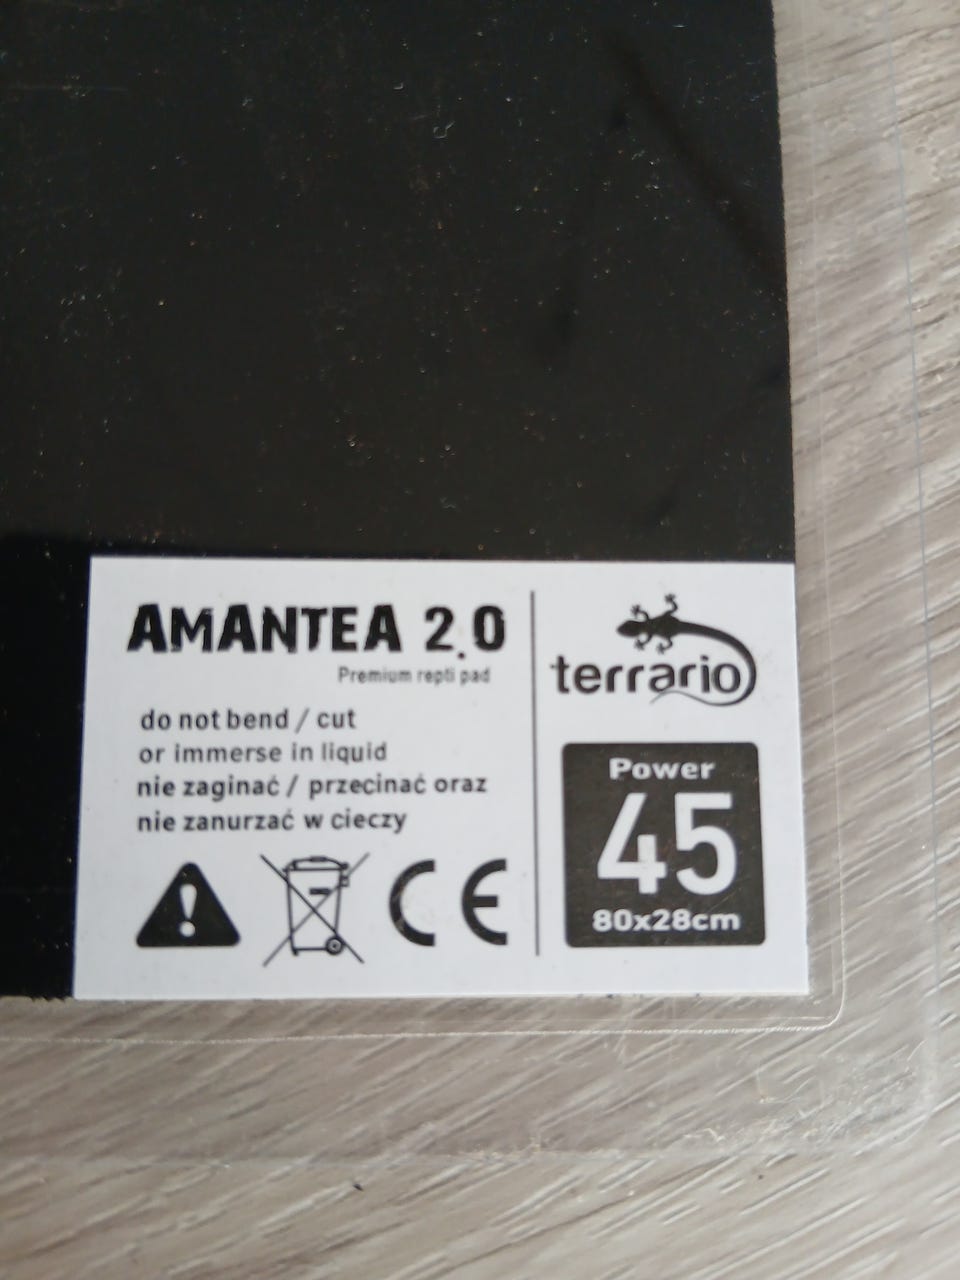 AMANTEA 2.0
Premium repti pad
do not bend / cut
or immerse in liquid
nie zaginać / przecinać oraz
nie zanurzać w cieczy
CE
terrario
Power
45
80x28cm